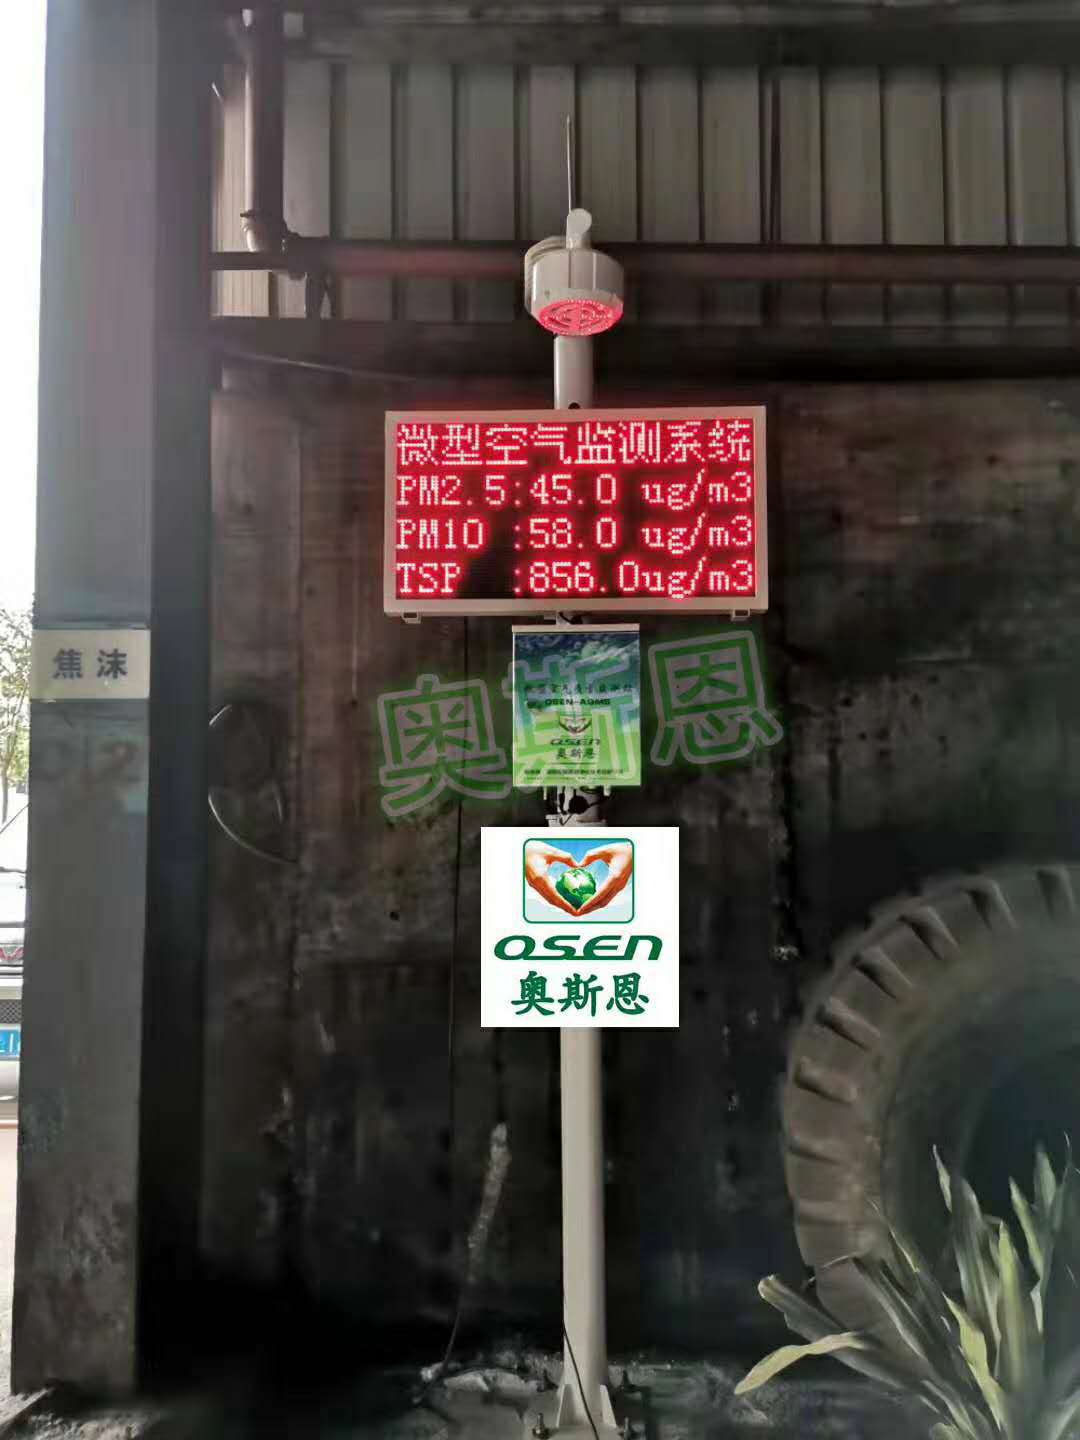 微型空气监测系统
PM2.5:45.0 ug/m3
PM10 :58.0 ug/m3
TSP :856.0ug/m3
焦沫
奥斯恩
OSEN-AQMS
OSEN
奥斯恩
OSEN
奥斯恩